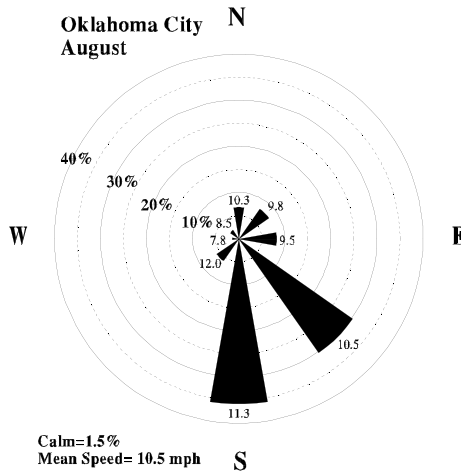 Oklahoma City
August
N
40%
30%
20%
10%
10.3
9.8
8.5
W
7.8
9.5
E
12.0
10.5
11.3
Calm=1.5%
Mean Speed= 10.5 mph
S